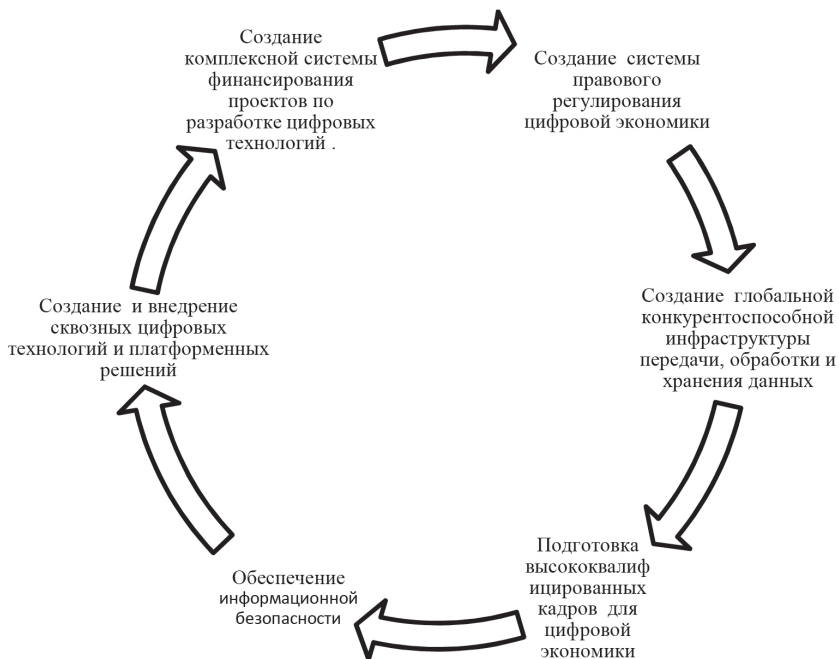 Создание
комплексной системы
финансирования
проектов по
разработке цифровых
технологий .
Создание системы
правового
регулирования
цифровой экономики
Создание глобальной
конкурентоспособной
инфраструктуры
передачи, обработки и
хранения данных
Подготовка
высококвалиф
ицированных
кадров для
цифровой
экономики
Обеспечение
информационной
безопасности
Создание и внедрение
сквозных цифровых
технологий и платформенных
решений